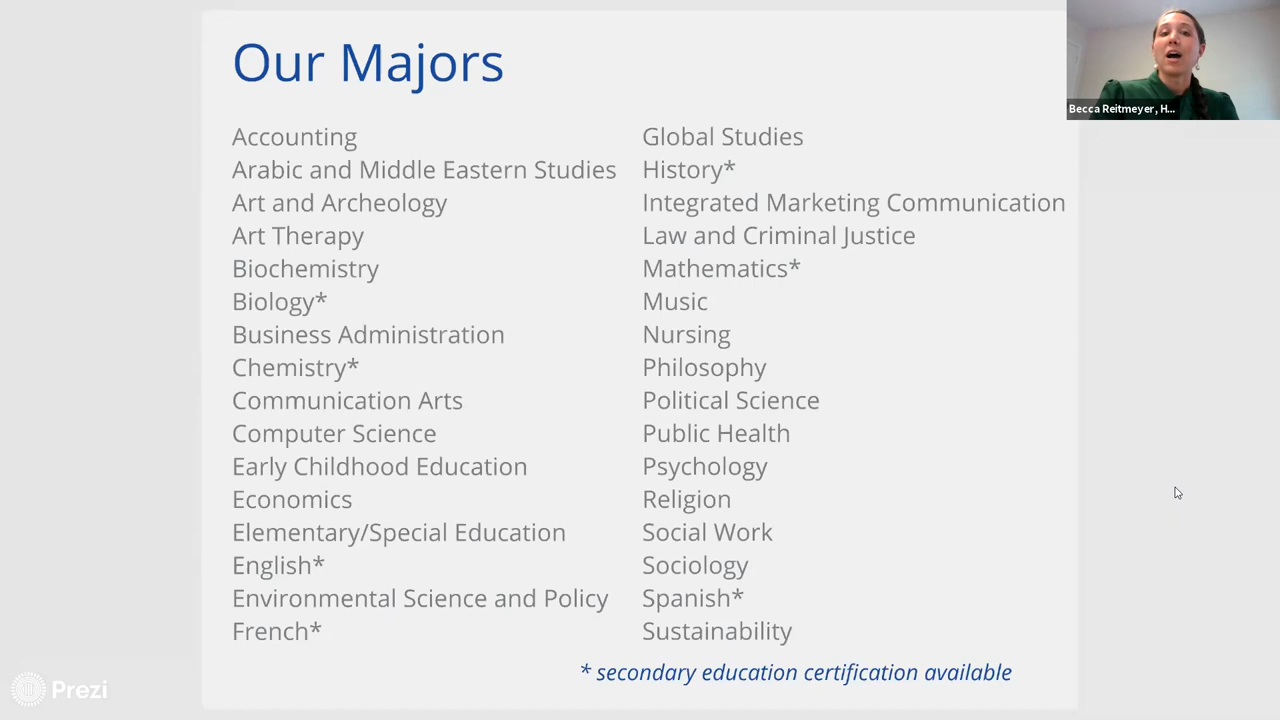 Our Majors
Accounting
Arabic and Middle Eastern Studies
Art and Archeology
Art Therapy
Biochemistry
Biology*
Business Administration
Chemistry*
Communication Arts
Computer Science
Early Childhood Education
Economics
Elementary/Special Education
English*
Environmental Science and Policy
French*
Global Studies
History*
Integrated Marketing Communication
Law and Criminal Justice
Mathematics*
Music
Nursing
Philosophy
Political Science
Public Health
Psychology
Religion
Social Work
Sociology
Spanish*
Sustainability
* secondary education certification available
Becca Reitmeyer, H...
Prezi